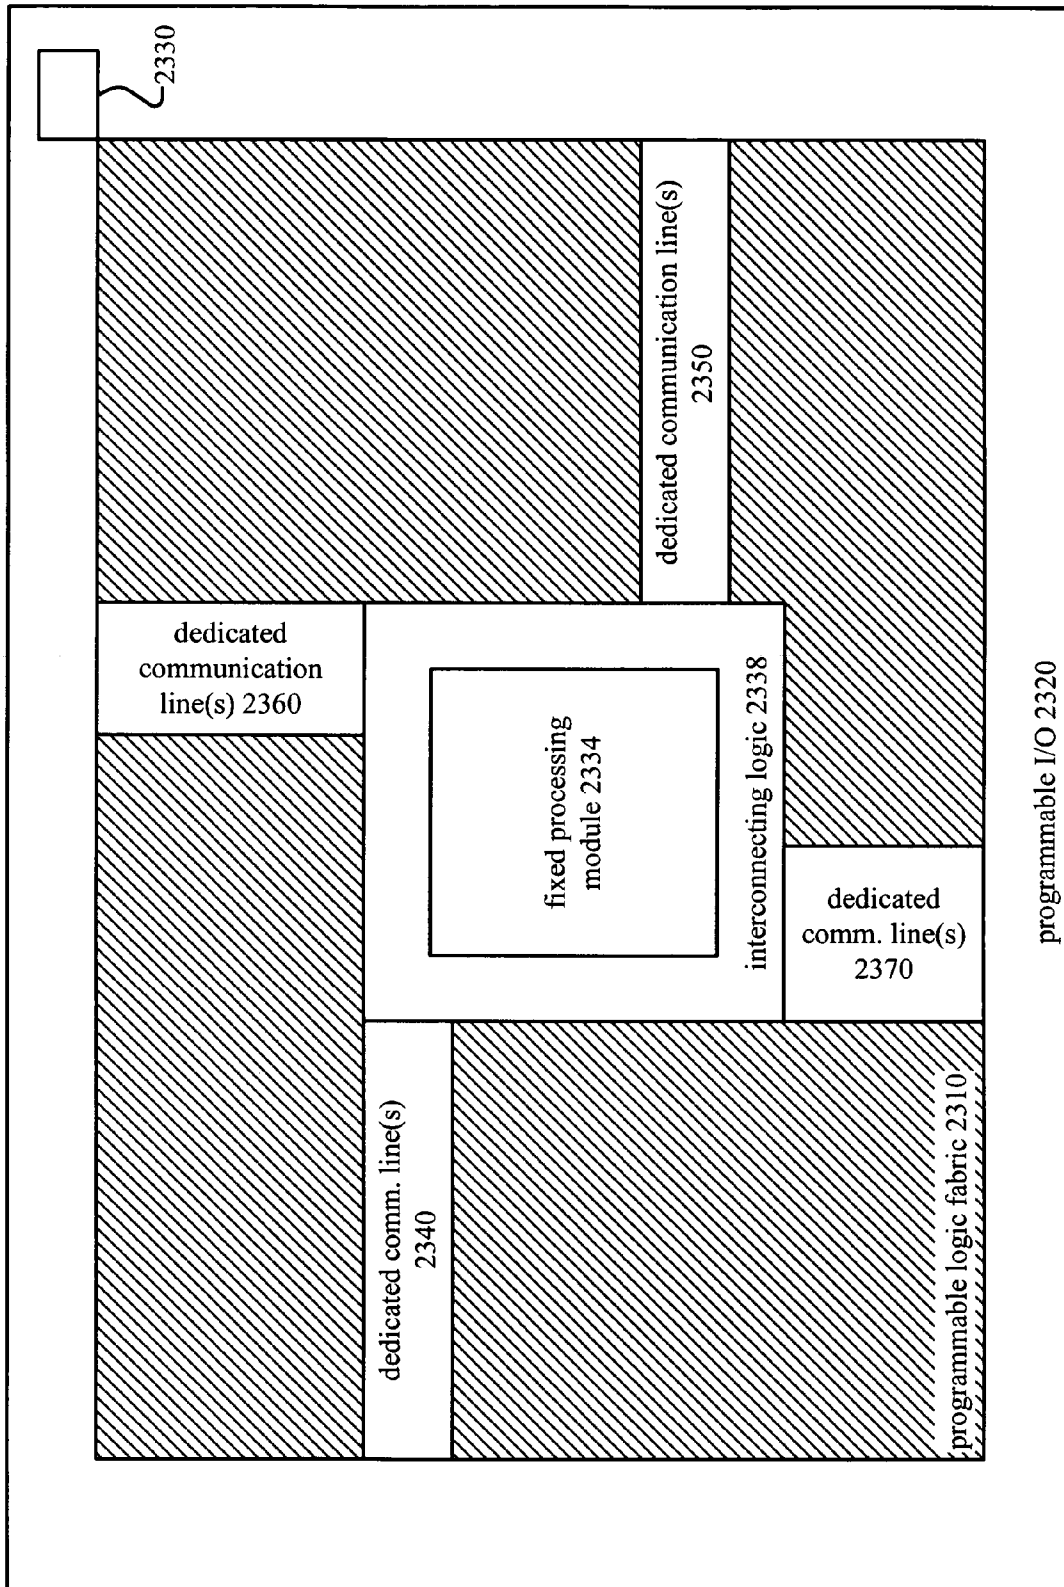 2330
dedicated communication line(s)
2350
dedicated
communication
line(s) 2360
fixed processing
module 2334
interconnecting logic 2338
dedicated
comm. line(s)
2370
dedicated comm. line(s)
2340
programmable logic fabric 2310
programmable I/O 2320